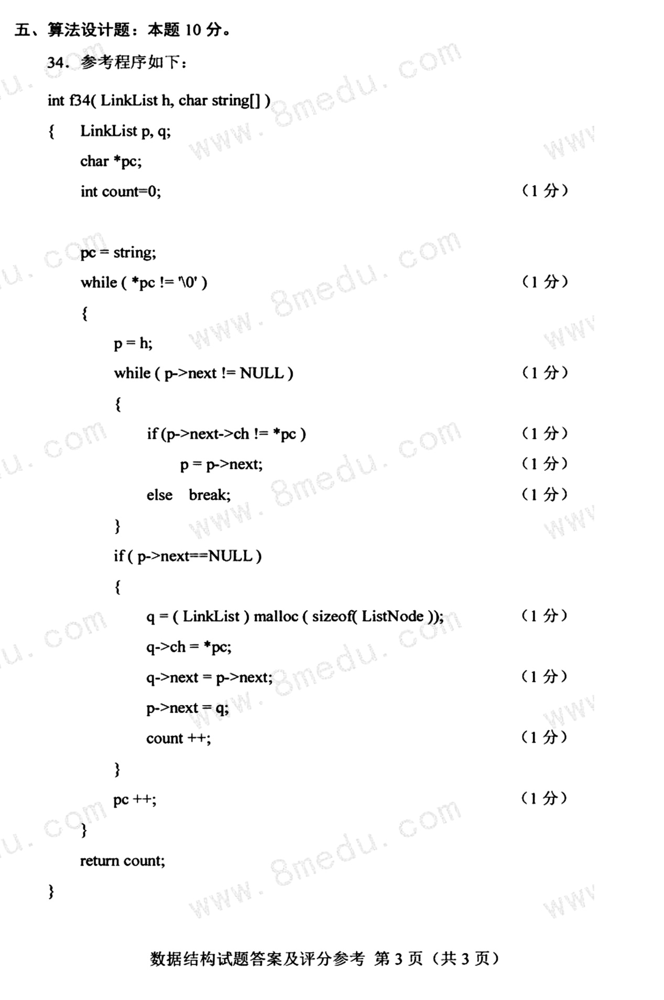 五、算法设计题：本题 10 分。
34．参考程序如下：
int f34( LinkList h, char string[] )
{ LinkList p, q;
char *pc;
int count=0; （1 分）
pc = string;
while ( *pc != '\0' ) （1 分）
{
p = h;
while ( p->next != NULL ) （1 分）
{
if (p->next->ch != *pc ) （1 分）
p = p->next; （1 分）
else break; （1 分）
}
if ( p->next==NULL )
{
q = ( LinkList ) malloc ( sizeof( ListNode )); （1 分）
q->ch = *pc;
q->next = p->next; （1 分）
p->next = q;
count ++; （1 分）
}
pc ++; （1 分）
}
return count;
}
数据结构试题答案及评分参考 第 3 页（共 3 页）
www.8medu.com